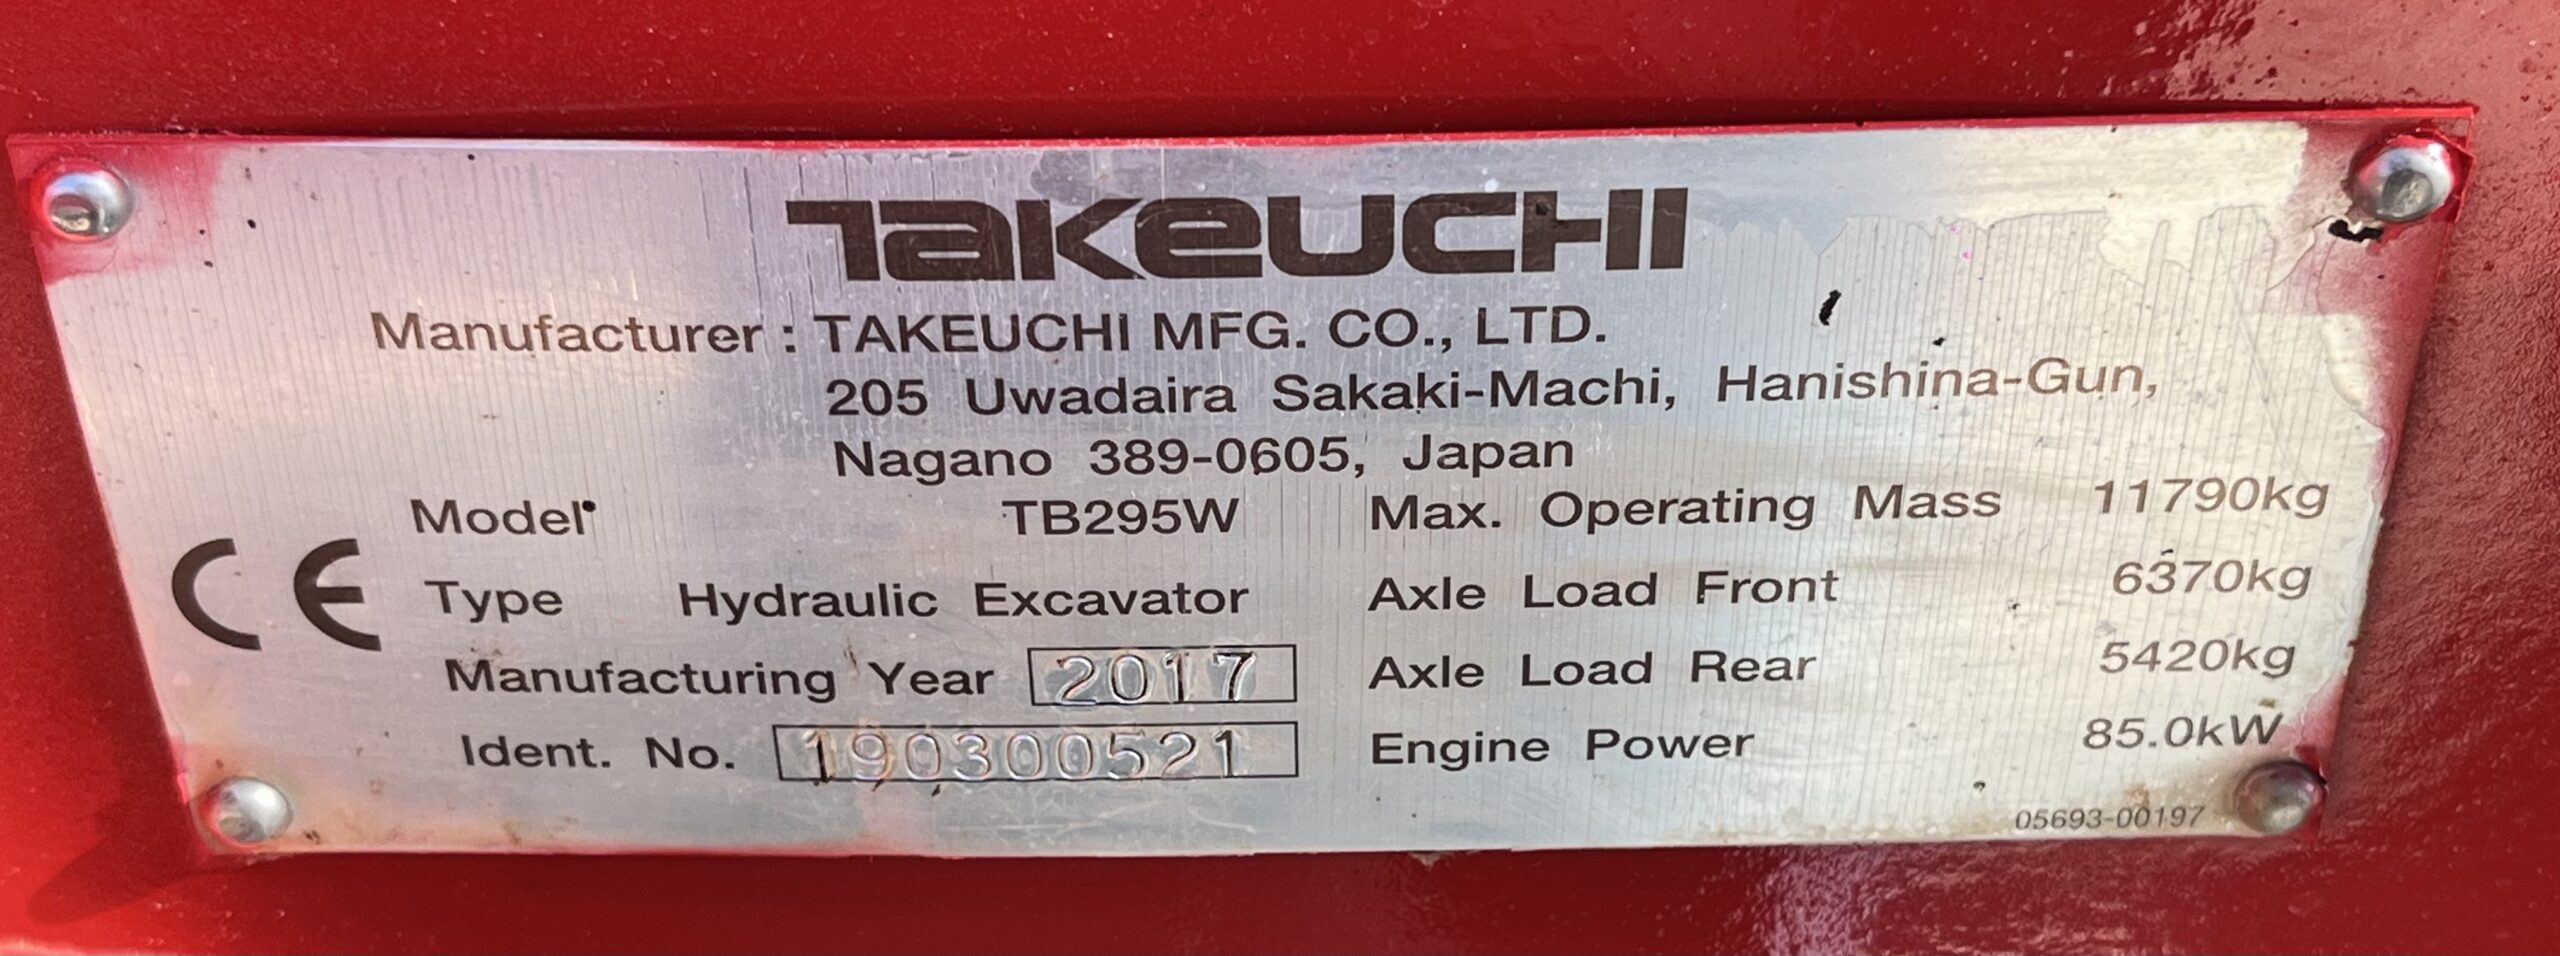 TAKEUCHI
Manufacturer : TAKEUCHI MFG. CO., LTD.
205 Uwadaira Sakaki-Machi, Hanishina-Gun,
Nagano 389-0605, Japan
Model TB295W Max. Operating Mass 11790kg
Type Hydraulic Excavator Axle Load Front 6370kg
Manufacturing Year 2017 Axle Load Rear 5420kg
Ident. No. 190300521 Engine Power 85.0kW
CE
05693-00197